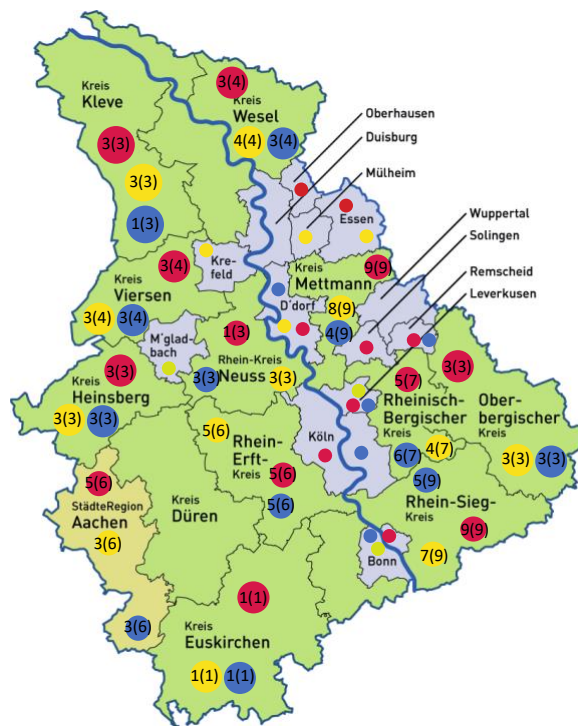 3(4)
Kreis
Kleve
Kreis
Wesel
Oberhausen
Duisburg
Mülheim
3(3)
4(4)
3(4)
3(3)
1(3)
Essen
Wuppertal
Solingen
Remscheid
Leverkusen
3(4)
Kre-
feld
Kreis
Mettmann
9(9)
Kreis
Viersen
3(4)
3(4)
D'dorf
8(9)
4(9)
M'glad-
bach
1(3)
Rhein-Kreis
Neuss
3(3)
3(3)
3(3)
Kreis
Heinsberg
3(3)
3(3)
5(7)
3(3)
Rheinisch-
Bergischer
Kreis
6(7)
4(7)
Ober-
bergischer
Kreis
3(3)
3(3)
5(6)
Rhein-
Erft-
Kreis
5(6)
5(6)
Köln
5(9)
Rhein-Sieg-
Kreis
9(9)
7(9)
5(6)
StädteRegion
Aachen
3(6)
3(6)
Kreis
Düren
Bonn
1(1)
Kreis
Euskirchen
1(1)
1(1)